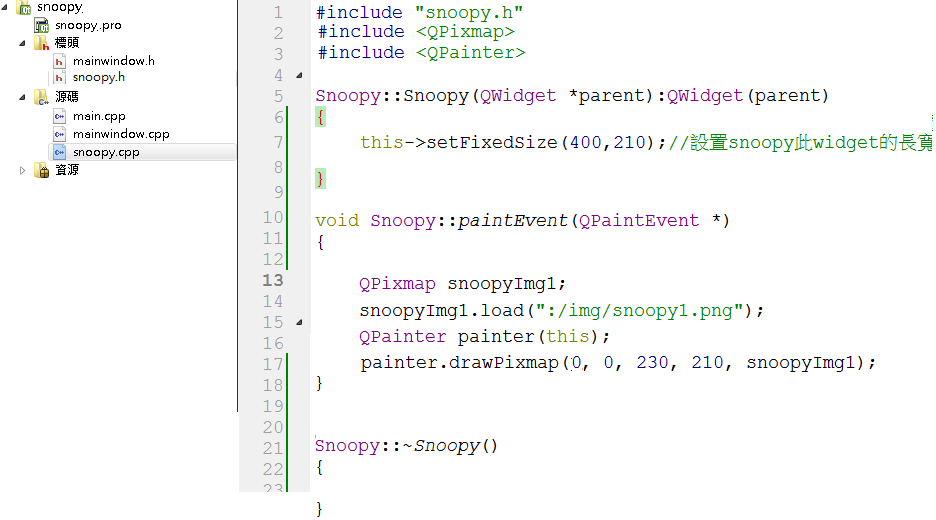 snoopy
snoopy.pro
標頭
mainwindow.h
snoopy.h
源碼
main.cpp
mainwindow.cpp
snoopy.cpp
資源
1 #include "snoopy.h"
2 #include <QPixmap>
3 #include <QPainter>
4
5 Snoopy::Snoopy(QWidget *parent):QWidget(parent)
6 {
7 this->setFixedSize(400,210);//設置snoopy此widget的長寬
8 }
9
10 void Snoopy::paintEvent(QPaintEvent *)
11 {
12
13 QPixmap snoopyImg1;
14 snoopyImg1.load(":/img/snoopy1.png");
15 QPainter painter(this);
16
17 painter.drawPixmap(0, 0, 230, 210, snoopyImg1);
18 }
19
20
21 Snoopy::~Snoopy()
22 {
23
}